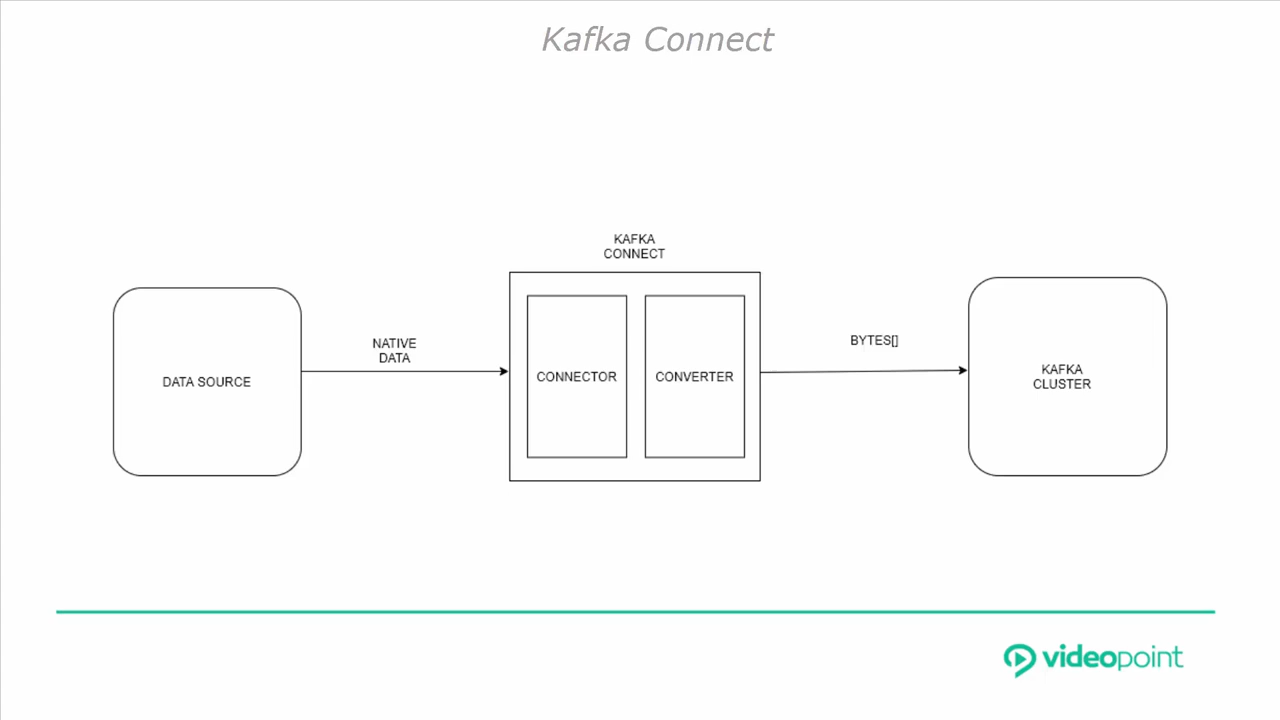 Kafka Connect
KAFKA
CONNECT
DATA SOURCE
NATIVE
DATA
CONNECTOR
CONVERTER
BYTES[]
KAFKA
CLUSTER
videopoint